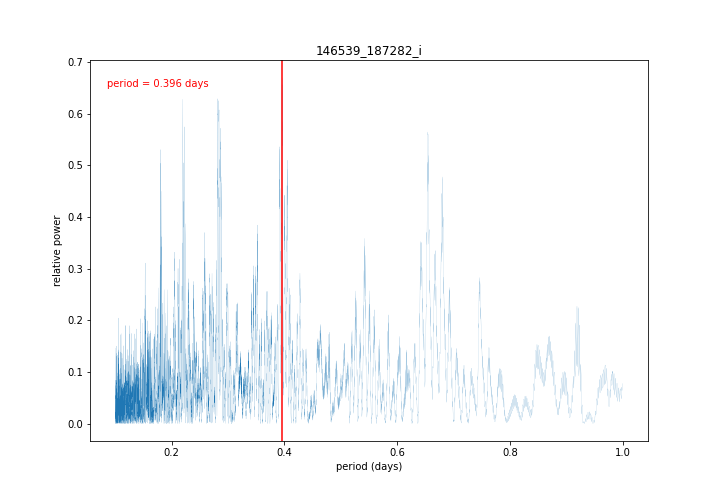 146539_187282_i
0.7
period = 0.396 days
0.6
0.5
0.4
relative power
0.3
0.2
0.1
0.0
0.2 0.4 0.6 0.8 1.0
period (days)